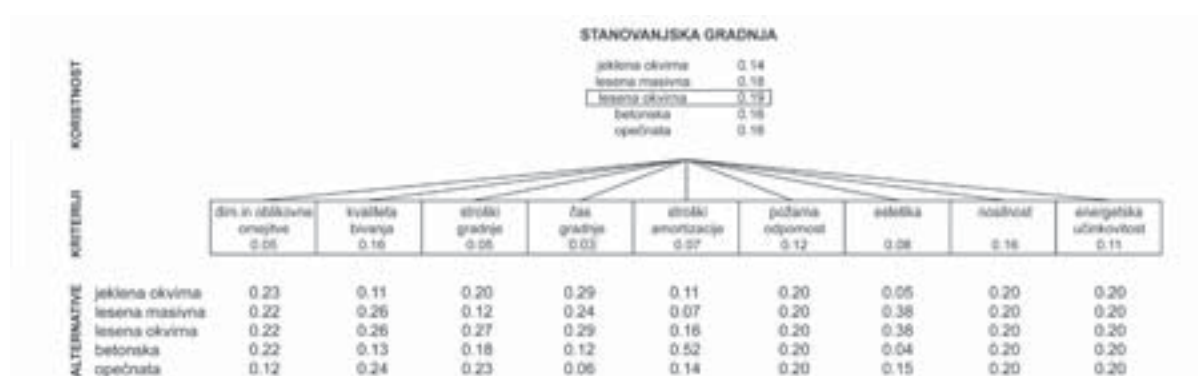 STANOVANJSKA GRADNJA
KORISTNOST
jeklena okvirna 0.14
lesena masivna 0.18
lesena okvirna 0.19
betonska 0.16
opečnata 0.16
KRITERIJI
dim in oblikovne omejitve 0.05
kvaliteta bivanja 0.16
stroški gradnje 0.05
čas gradnje 0.03
stroški amortizacije 0.07
požarna odpornost 0.12
estetika 0.08
nosilnost 0.16
energetska učinkovitost 0.11
ALTERNATIVE
jeklena okvirna 0.23 0.11 0.20 0.29 0.11 0.20 0.05 0.20 0.20
lesena masivna 0.22 0.26 0.12 0.24 0.07 0.20 0.38 0.20 0.20
lesena okvirna 0.22 0.26 0.27 0.29 0.16 0.20 0.38 0.20 0.20
betonska 0.22 0.13 0.18 0.12 0.52 0.20 0.04 0.20 0.20
opečnata 0.12 0.24 0.23 0.06 0.14 0.20 0.15 0.20 0.20